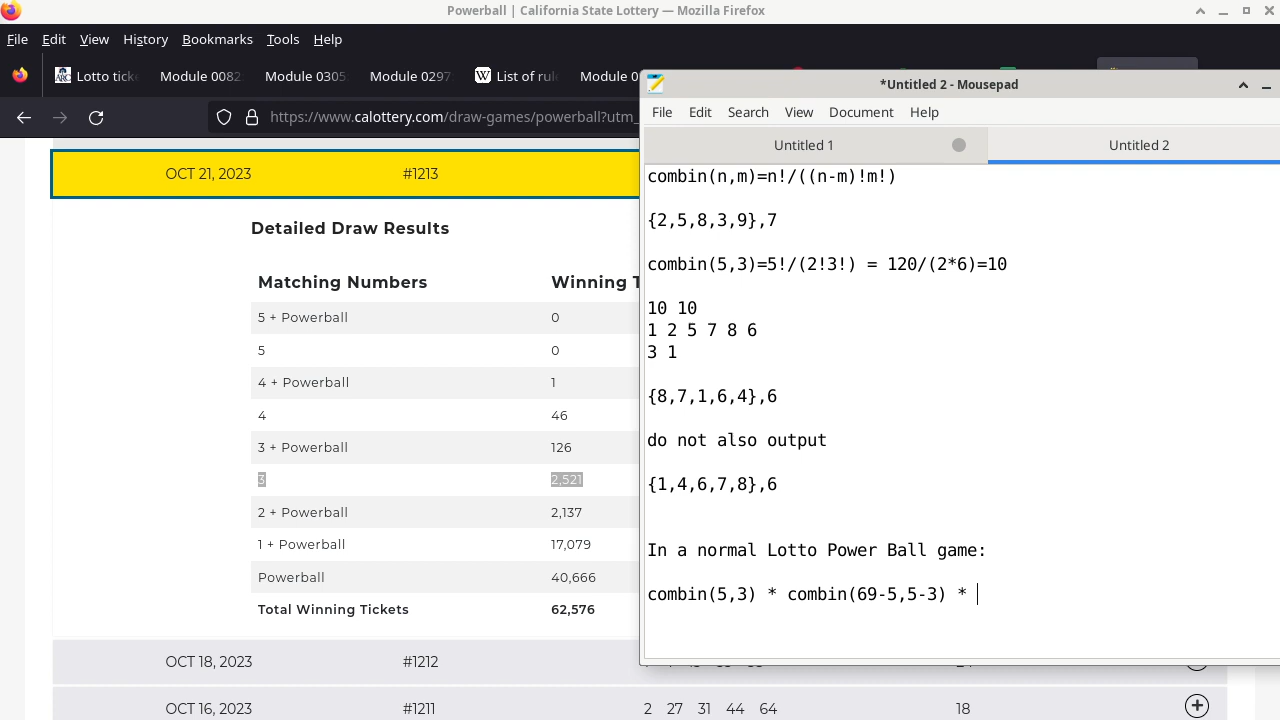 Powerball | California State Lottery — Mozilla Firefox
File Edit View History Bookmarks Tools Help
Lotto tick Module 0082 Module 0305 Module 0297 List of rul Module 0
https://www.calottery.com/draw-games/powerball?utm_
*Untitled 2 - Mousepad
File Edit Search View Document Help
Untitled 1 Untitled 2
OCT 21, 2023 #1213
Detailed Draw Results
Matching Numbers Winning T
5 + Powerball 0
5 0
4 + Powerball 1
4 46
3 + Powerball 126
3 2,521
2 + Powerball 2,137
1 + Powerball 17,079
Powerball 40,666
Total Winning Tickets 62,576
OCT 18, 2023 #1212
OCT 16, 2023 #1211 2 27 31 44 64 18
combin(n,m)=n!/((n-m)!m!)
{2,5,8,3,9},7
combin(5,3)=5!/(2!3!) = 120/(2*6)=10
10 10
1 2 5 7 8 6
3 1
{8,7,1,6,4},6
do not also output
{1,4,6,7,8},6
In a normal Lotto Power Ball game:
combin(5,3) * combin(69-5,5-3) *